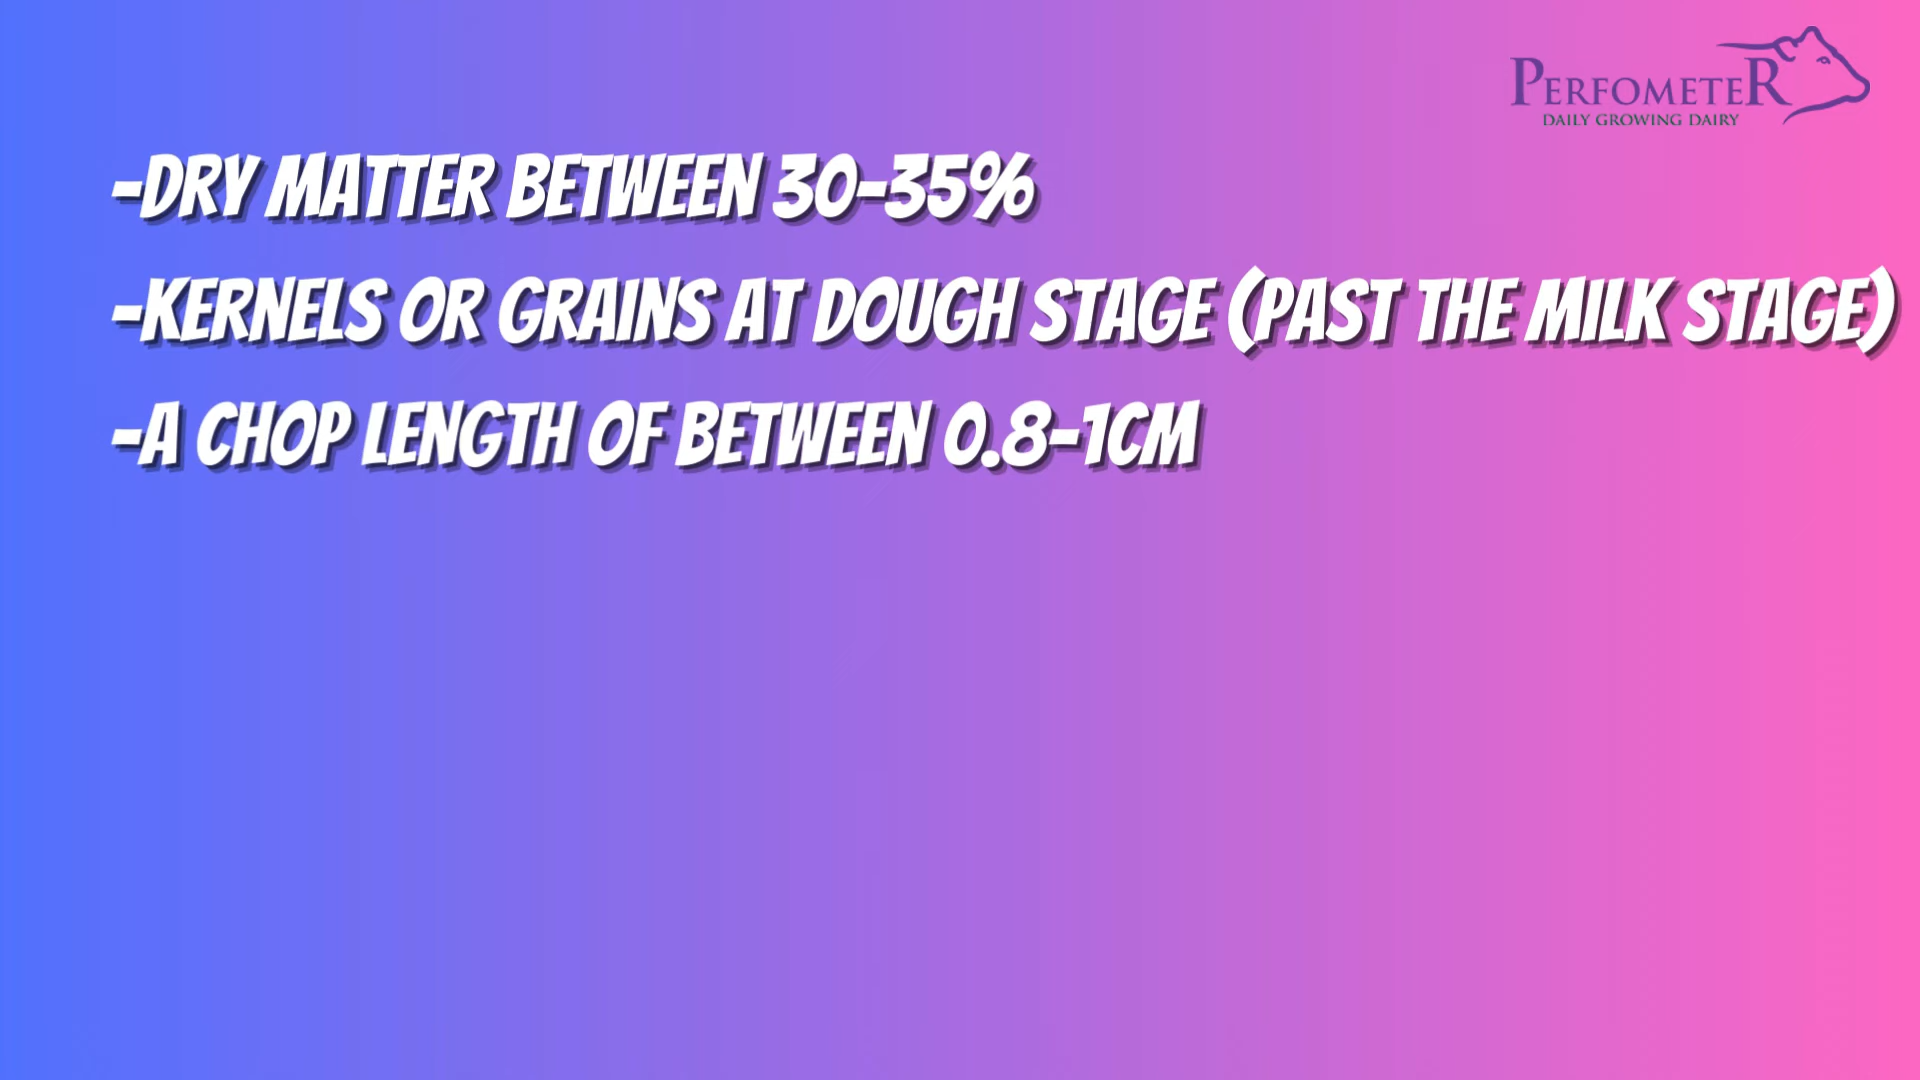 PERFOMETER
DAILY GROWING DAIRY
-DRY MATTER BETWEEN 30-35%
-KERNELS OR GRAINS AT DOUGH STAGE (PAST THE MILK STAGE)
-A CHOP LENGTH OF BETWEEN 0.8-1CM